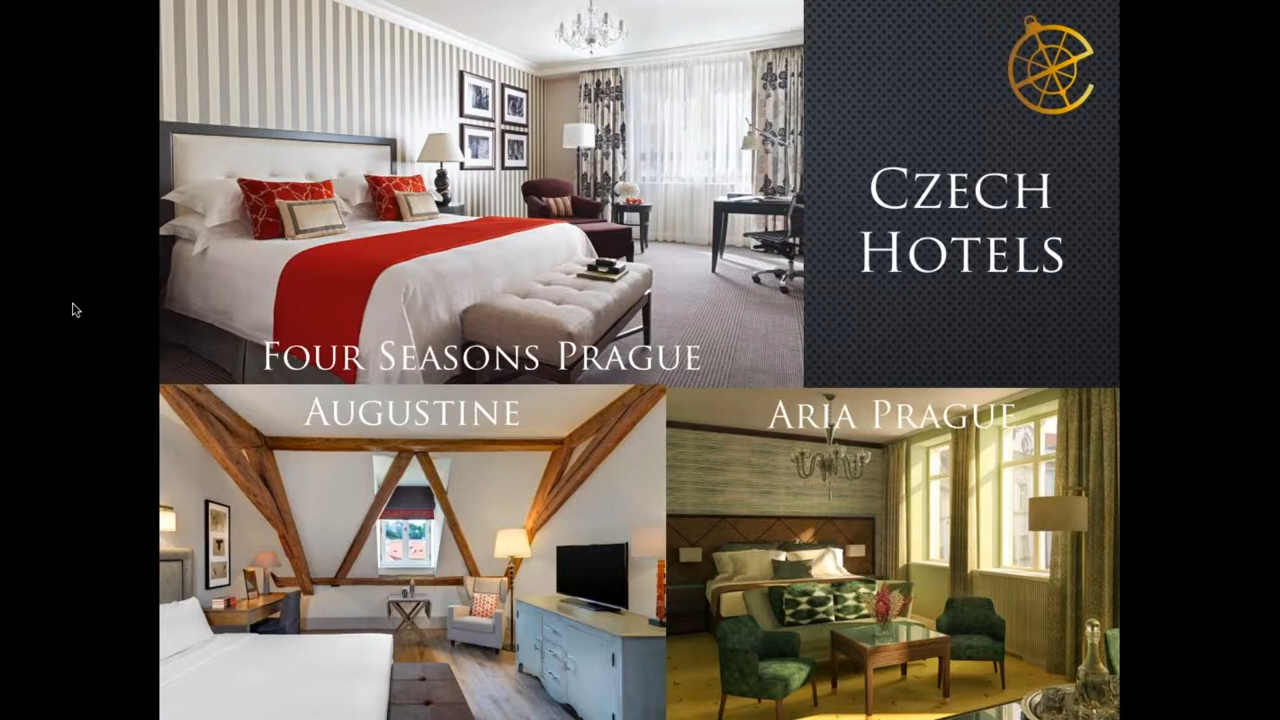 Czech
Hotels
Four Seasons Prague
Augustine
Aria Prague